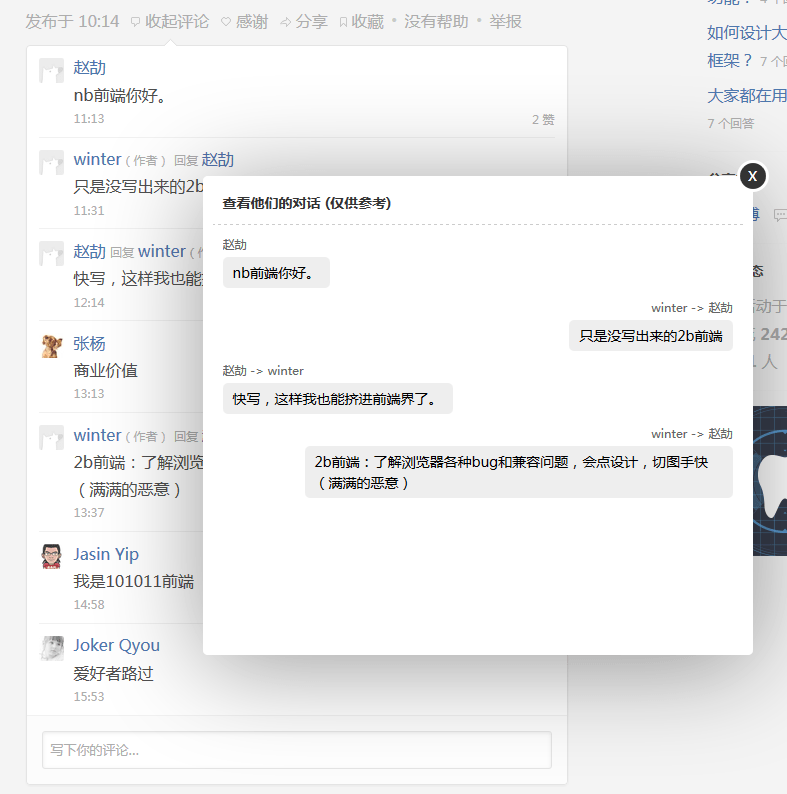 发布于 10:14 收起评论 感谢 分享 收藏 • 没有帮助 • 举报
赵劼
nb前端你好。
11:13
2 赞
winter ( 作者 ) 回复 赵劼
只是没写出来的2b
11:31
赵劼 回复 winter (
快写，这样我也能
12:14
张杨
商业价值
13:13
winter ( 作者 ) 回复
2b前端：了解浏览
（满满的恶意）
13:37
Jasin Yip
我是101011前端
14:58
Joker Qyou
爱好者路过
15:53
写下你的评论...
X
查看他们的对话 (仅供参考)
赵劼
nb前端你好。
winter -> 赵劼
只是没写出来的2b前端
赵劼 -> winter
快写，这样我也能挤进前端界了。
winter -> 赵劼
2b前端：了解浏览器各种bug和兼容问题，会点设计，切图手快
（满满的恶意）
如何设计大
框架？ 7 个回
大家都在用
7 个回答
态
动于
242
人